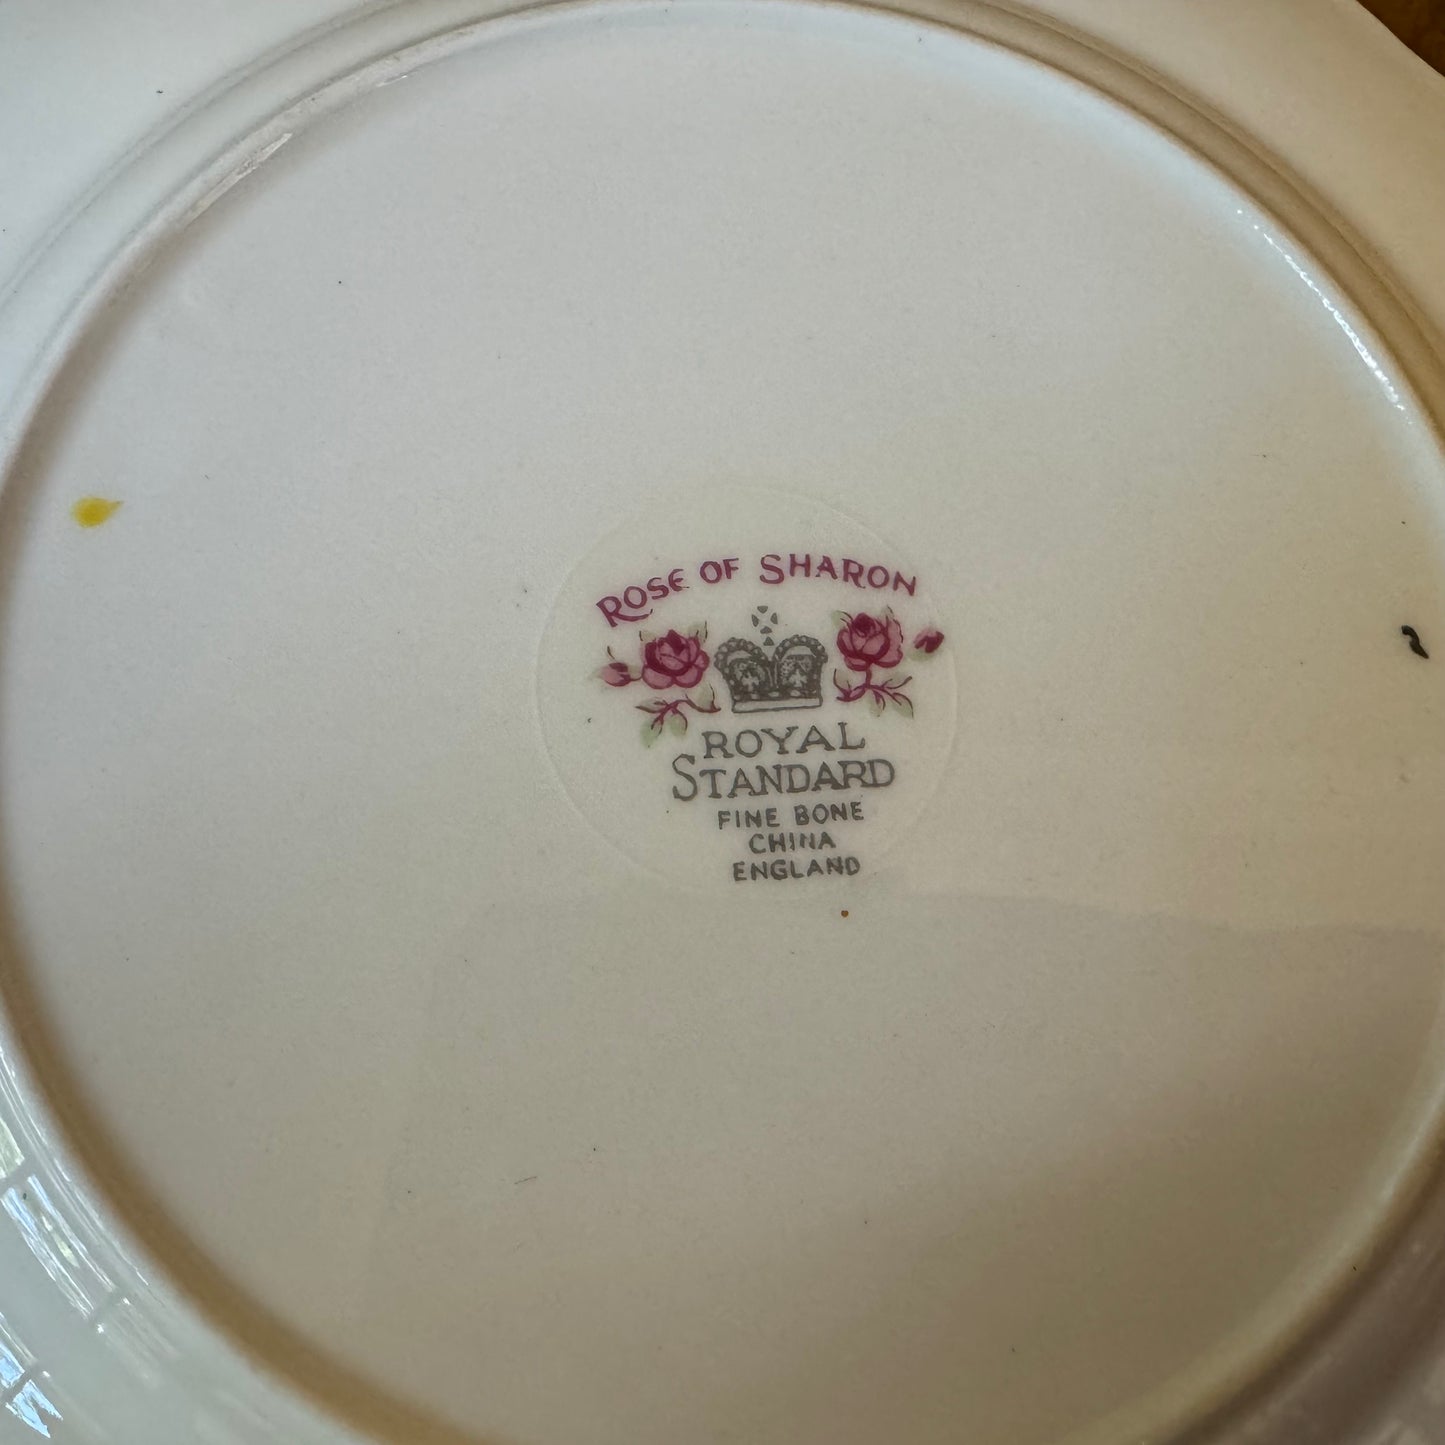 ROSE OF SHARON
ROYAL
STANDARD
FINE BONE
CHINA
ENGLAND